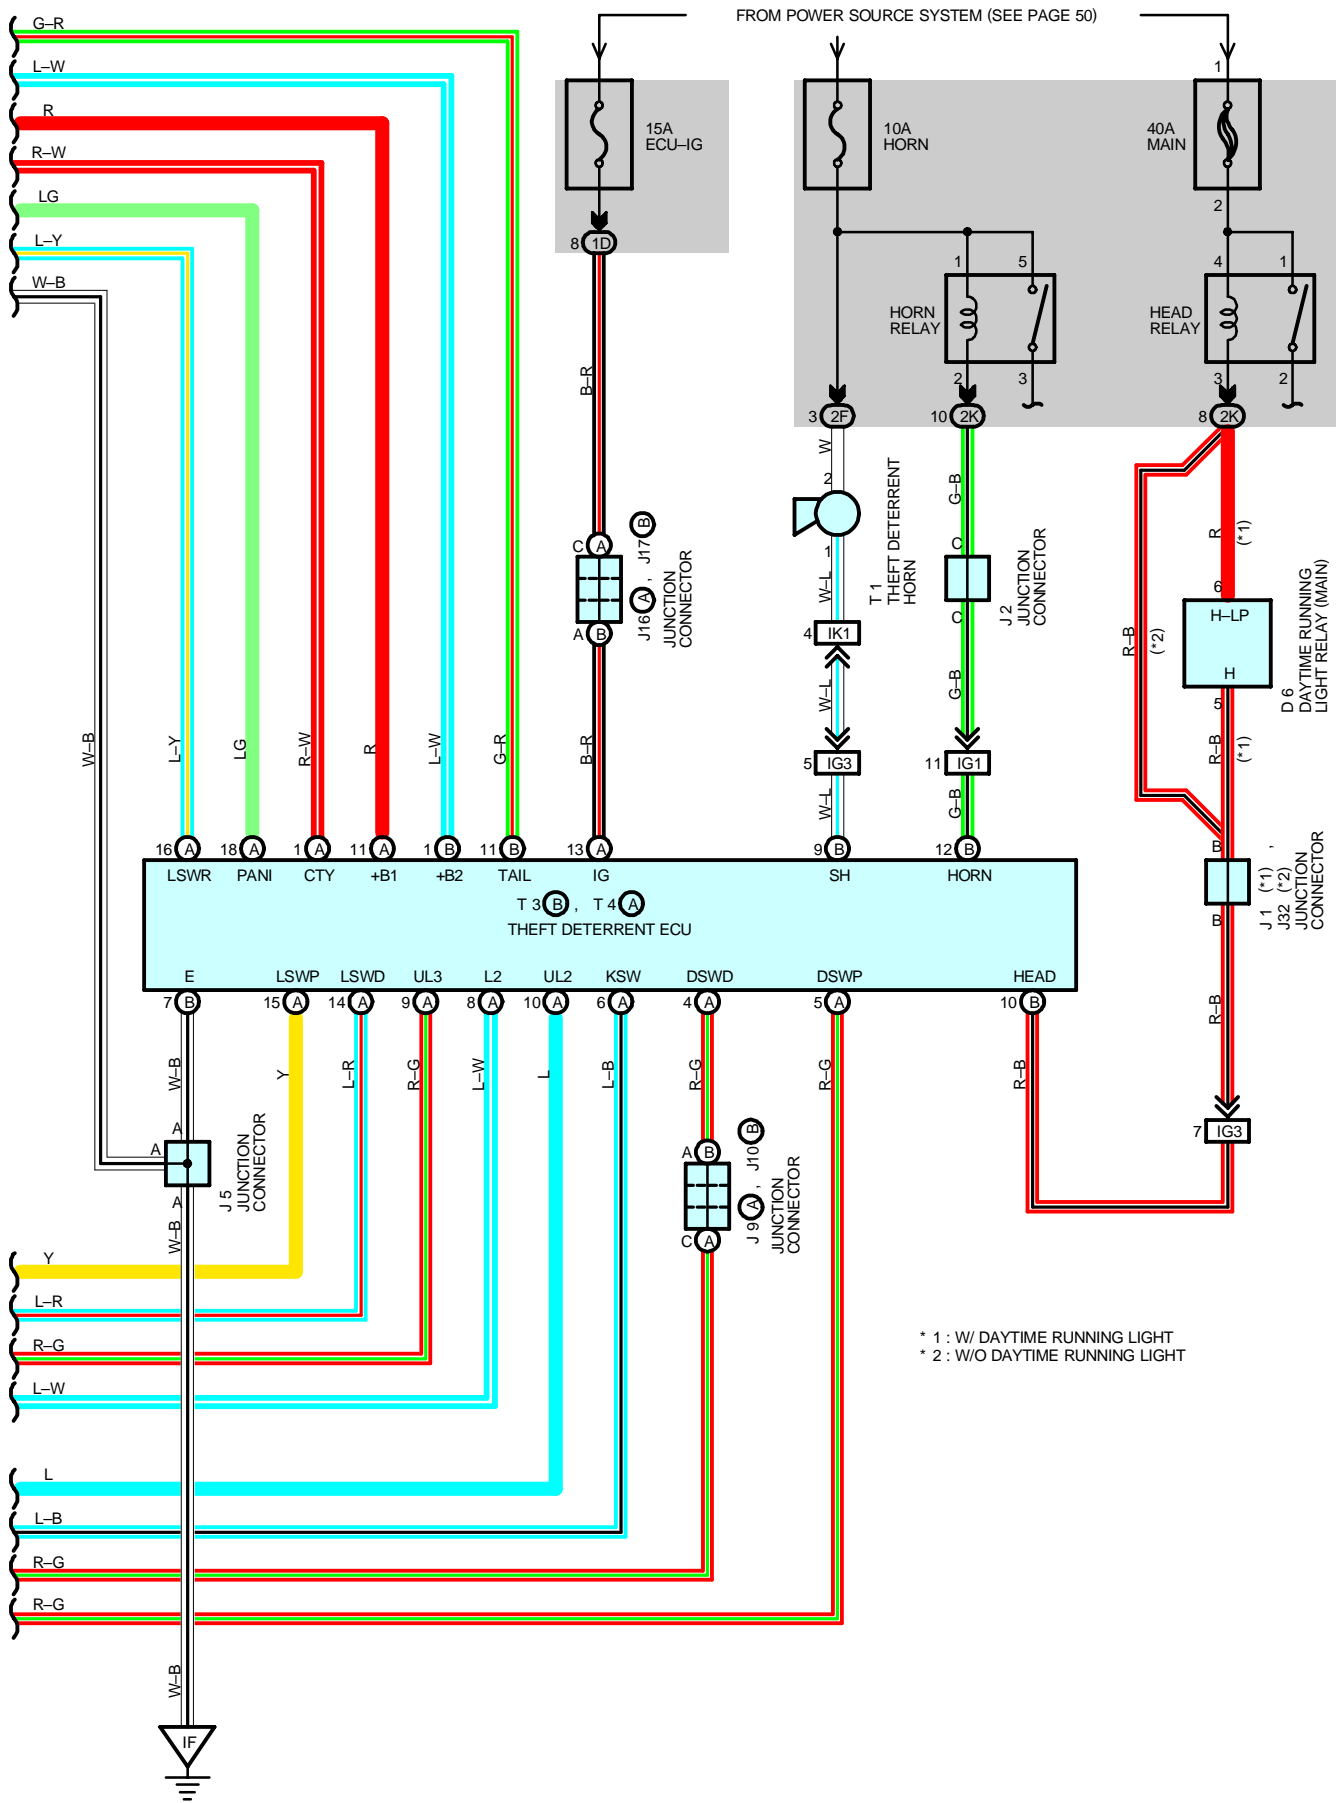 FROM POWER SOURCE SYSTEM (SEE PAGE 50)
G–R
L–W
R
R–W
LG
L–Y
W–B
15A
ECU–IG
10A
HORN
1
40A
MAIN
2
8 1D
1 5
HORN
RELAY
2 3
4 1
HEAD
RELAY
3 2
3 2F
10 2K
8 2K
B–R
W
2
1
W–L
T 1
THEFT DETERRENT
HORN
4 IK1
W–L
5 IG3
W–L
G–B
C
C
J 2
JUNCTION
CONNECTOR
G–B
11 IG1
G–B
R–B
(*2)
R
(*1)
6
H–LP
H
5
D 6
DAYTIME RUNNING
LIGHT RELAY (MAIN)
R–B
(*1)
C A
A B
J16 A , J17 B
JUNCTION
CONNECTOR
B–R
W–B
L–Y
LG
R–W
R
L–W
G–R
16 A
18 A
1 A
11 A
1 B
11 B
13 A
9 B
12 B
LSWR PANI CTY +B1 +B2 TAIL IG SH HORN
T 3 B , T 4 A
THEFT DETERRENT ECU
E LSWP LSWD UL3 L2 UL2 KSW DSWD DSWP HEAD
7 B
15 A
14 A
9 A
8 A
10 A
6 A
4 A
5 A
10 B
B
B
J 1 (*1) ,
J32 (*2)
JUNCTION
CONNECTOR
R–B
7 IG3
W–B
Y
L–R
R–G
L–W
L
L–B
R–G
R–G
R–B
A
A
A
J 5
JUNCTION
CONNECTOR
W–B
A B
C A
J 9 A , J10 B
JUNCTION
CONNECTOR
Y
L–R
R–G
L–W
L
L–B
R–G
R–G
* 1 : W/ DAYTIME RUNNING LIGHT
* 2 : W/O DAYTIME RUNNING LIGHT
W–B
IF